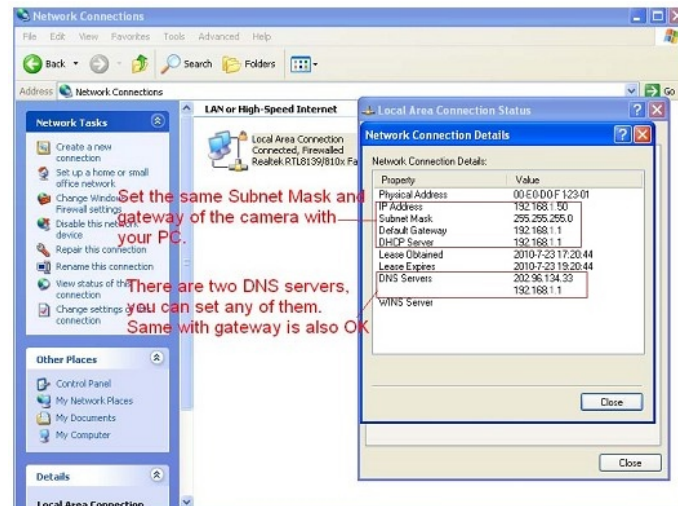 Network Connections
File Edit View Favorites Tools Advanced Help
Back Search Folders
Address Network Connections Go
LAN or High-Speed Internet
Local Area Connection
Connected, Firewalled
Realtek RTL8139/810x Fa
Network Tasks
Create a new
connection
Set up a home or small
office network
Change Windows
Firewall settings
Disable this network
device
Repair this connection
Rename this connection
View status of this
connection
Change settings of this
connection
Set the same Subnet Mask and
gateway of the camera with
your PC.
There are two DNS servers,
you can set any of them.
Same with gateway is also OK
Other Places
Control Panel
My Network Places
My Documents
My Computer
Details
Local Area Connection
Local Area Connection Status
Network Connection Details
Network Connection Details:
Property Value
Physical Address 00-E0-D0-F1-23-01
IP Address 192.168.1.50
Subnet Mask 255.255.255.0
Default Gateway 192.168.1.1
DHCP Server 192.168.1.1
Lease Obtained 2010-7-23 17:20:44
Lease Expires 2010-7-23 19:20:44
DNS Servers 202.96.134.33
192.168.1.1
WINS Server
Close
Close